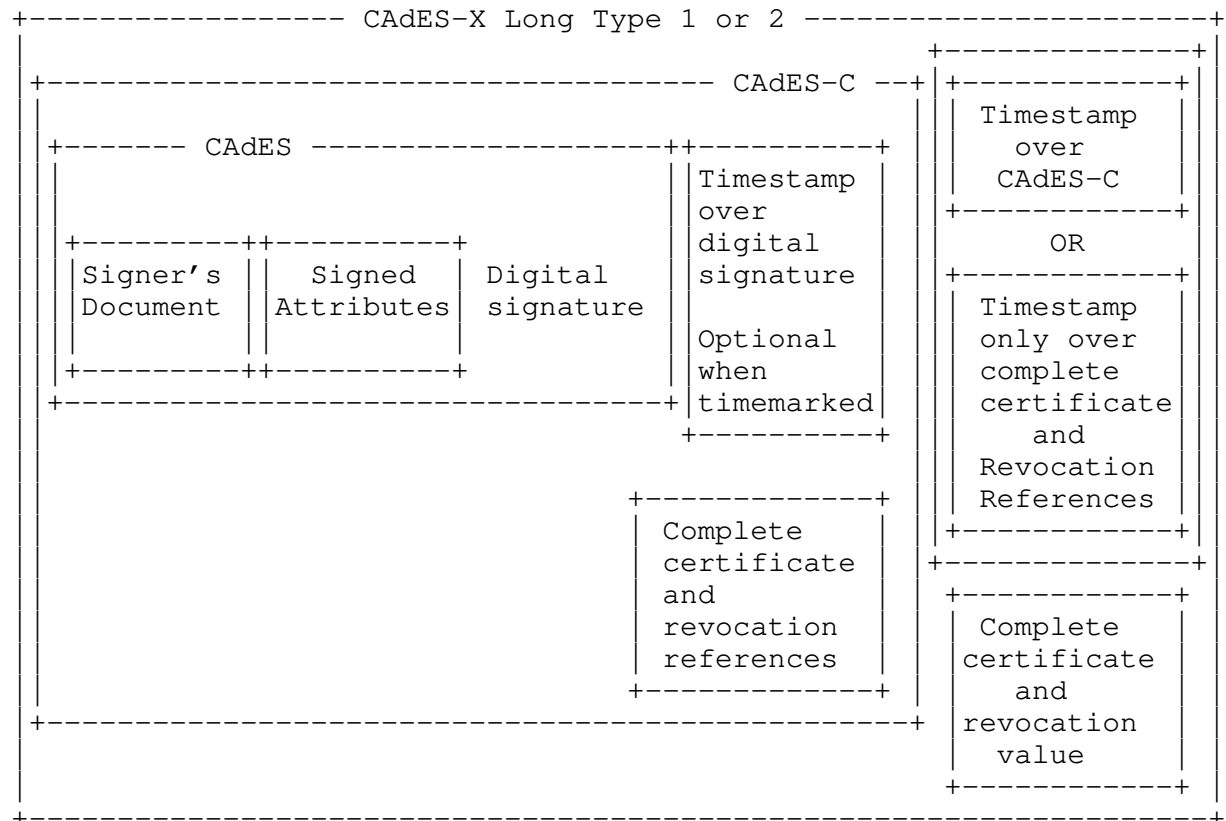 CAdES-X Long Type 1 or 2
CAdES-C
Timestamp
over
CAdES-C
OR
Timestamp
only over
complete
certificate
and
Revocation
References
CAdES
Timestamp
over
digital
signature
Optional
when
timemarked
Signer's
Document
Signed
Attributes
Digital
signature
Complete
certificate
and
revocation
references
Complete
certificate
and
revocation
value